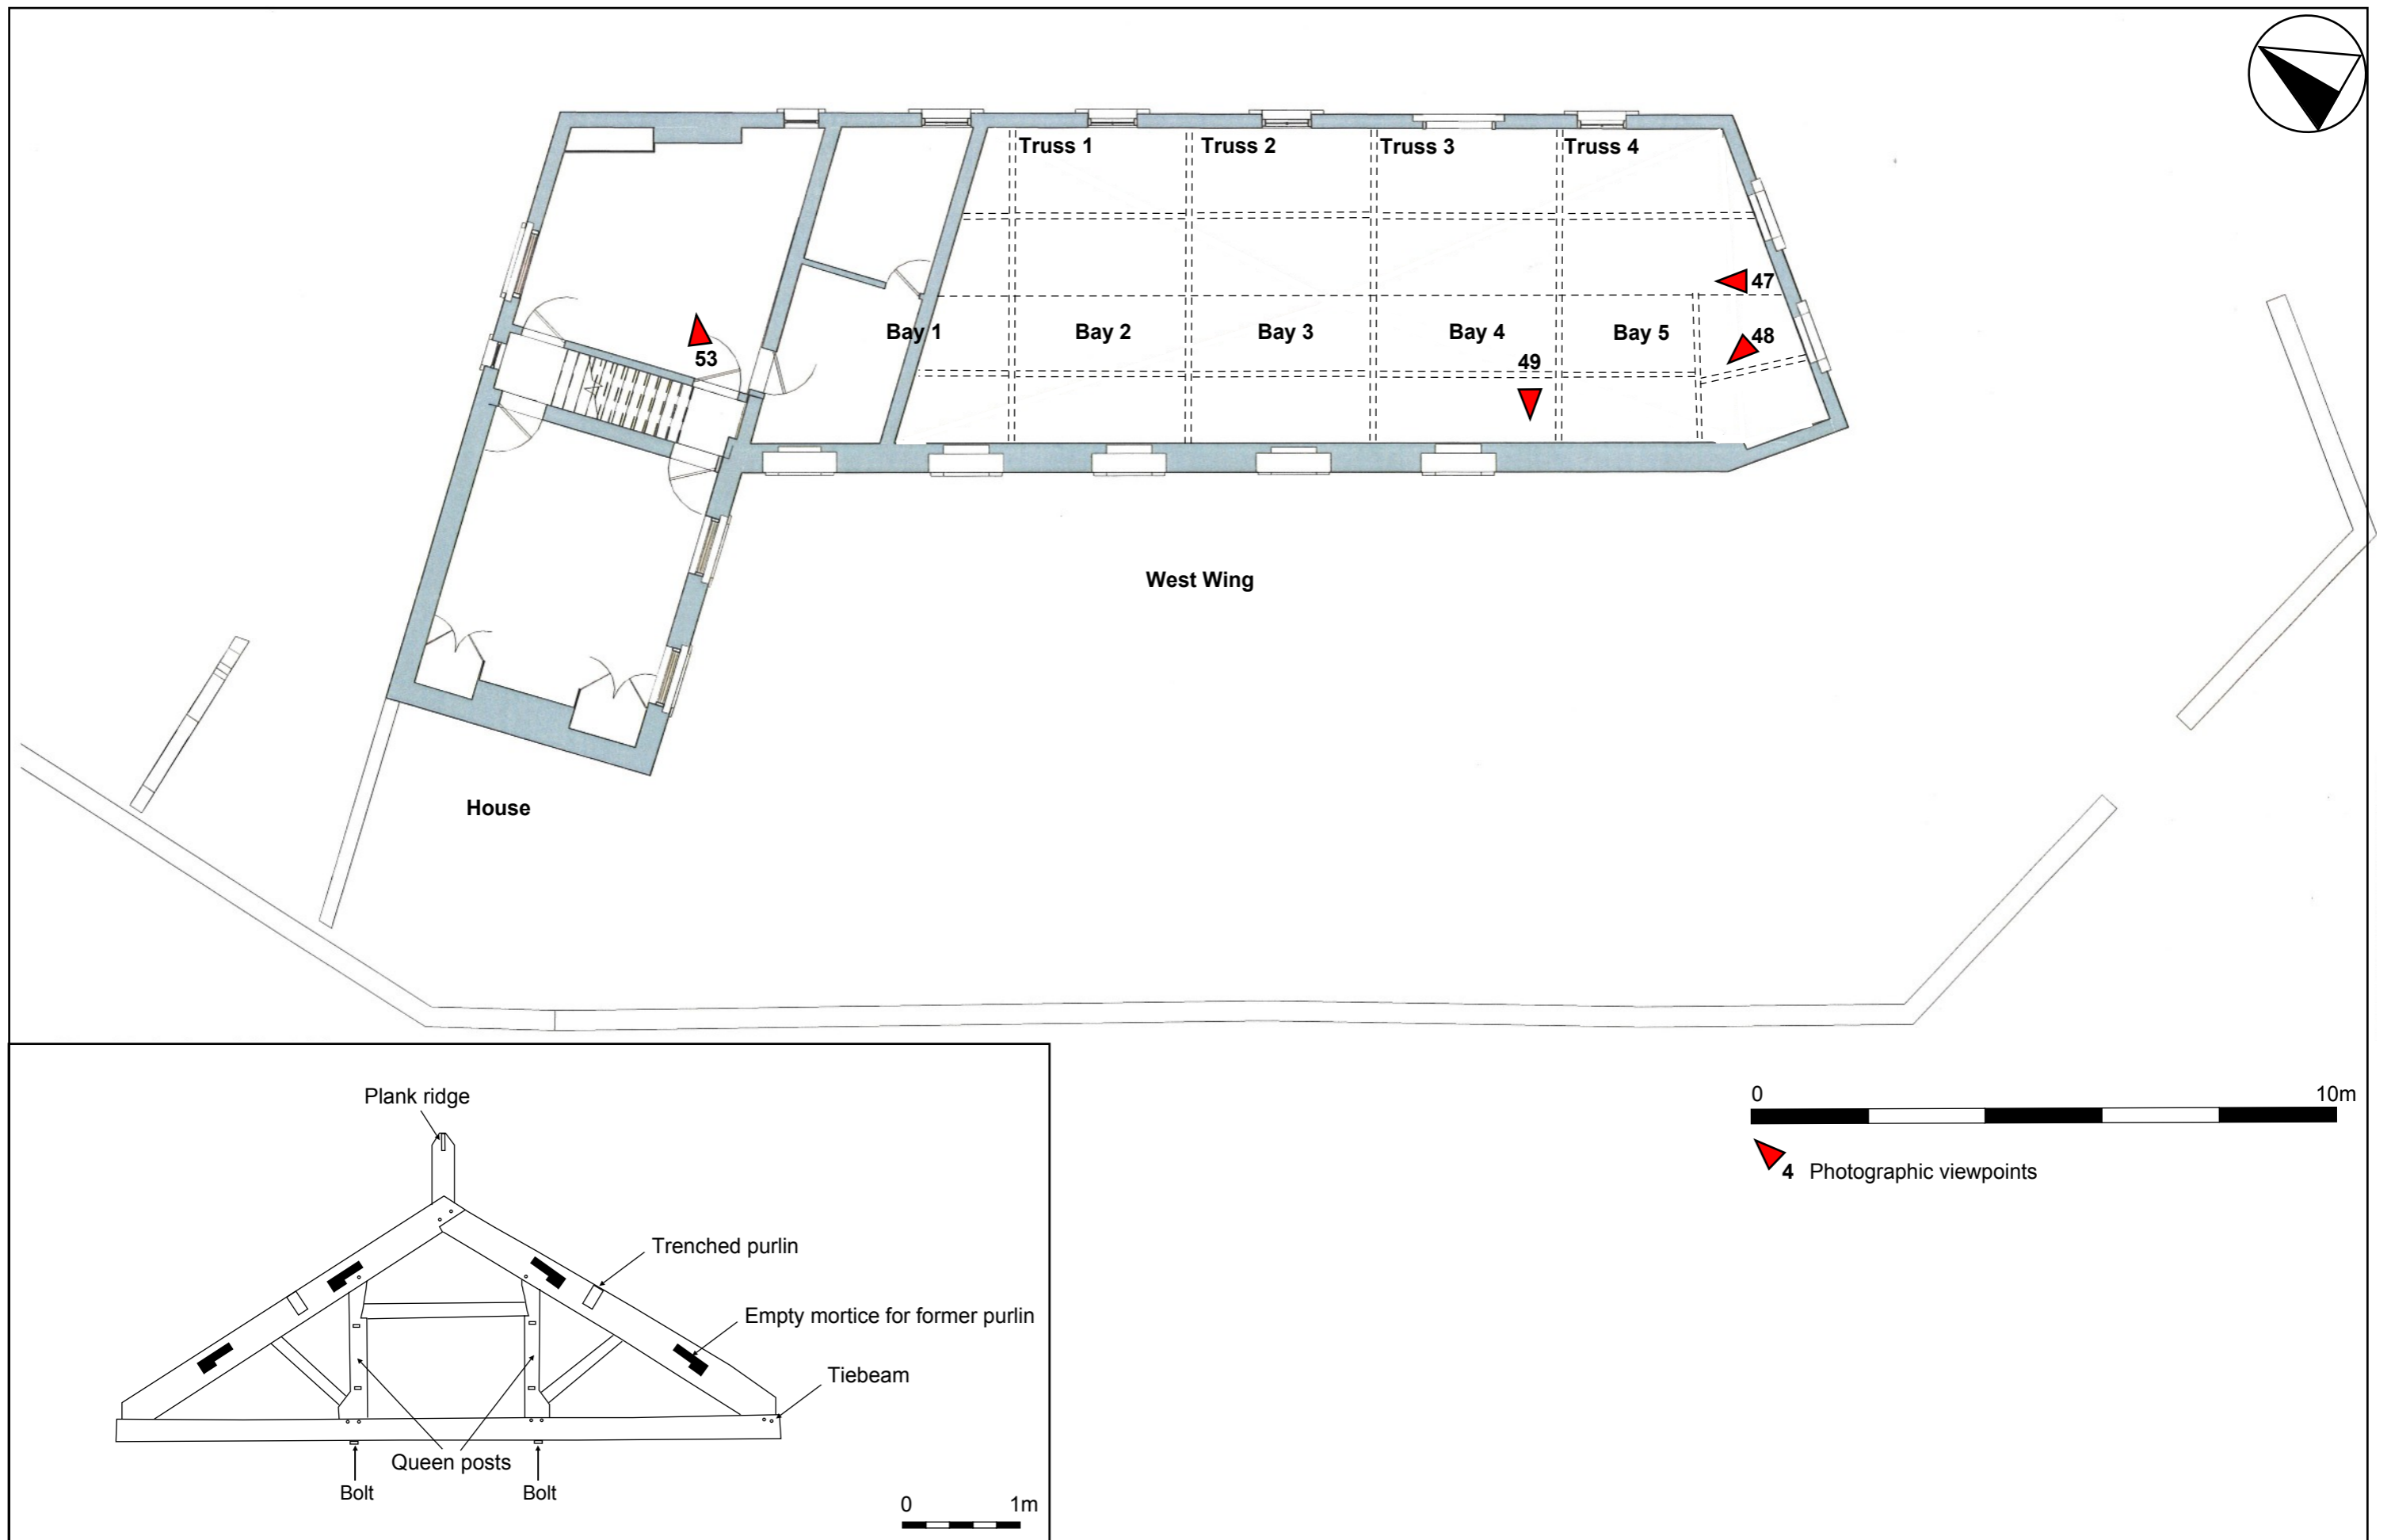 Truss 1
Truss 2
Truss 3
Truss 4
47
48
53
Bay 1
Bay 2
Bay 3
Bay 4
Bay 5
49
West Wing
House
0 10m
4 Photographic viewpoints
Plank ridge
Trenched purlin
Empty mortice for former purlin
Tiebeam
Queen posts
Bolt
Bolt
0 1m